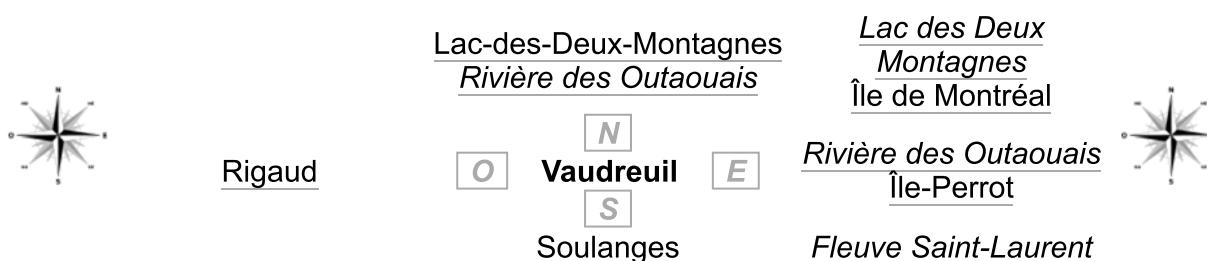 Lac-des-Deux-Montagnes
Rivière des Outaouais
Lac des Deux
Montagnes
Île de Montréal
N
O
E
S
N
Rigaud
O
Vaudreuil
E
Rivière des Outaouais
Île-Perrot
S
Soulanges
Fleuve Saint-Laurent
N
O
E
S